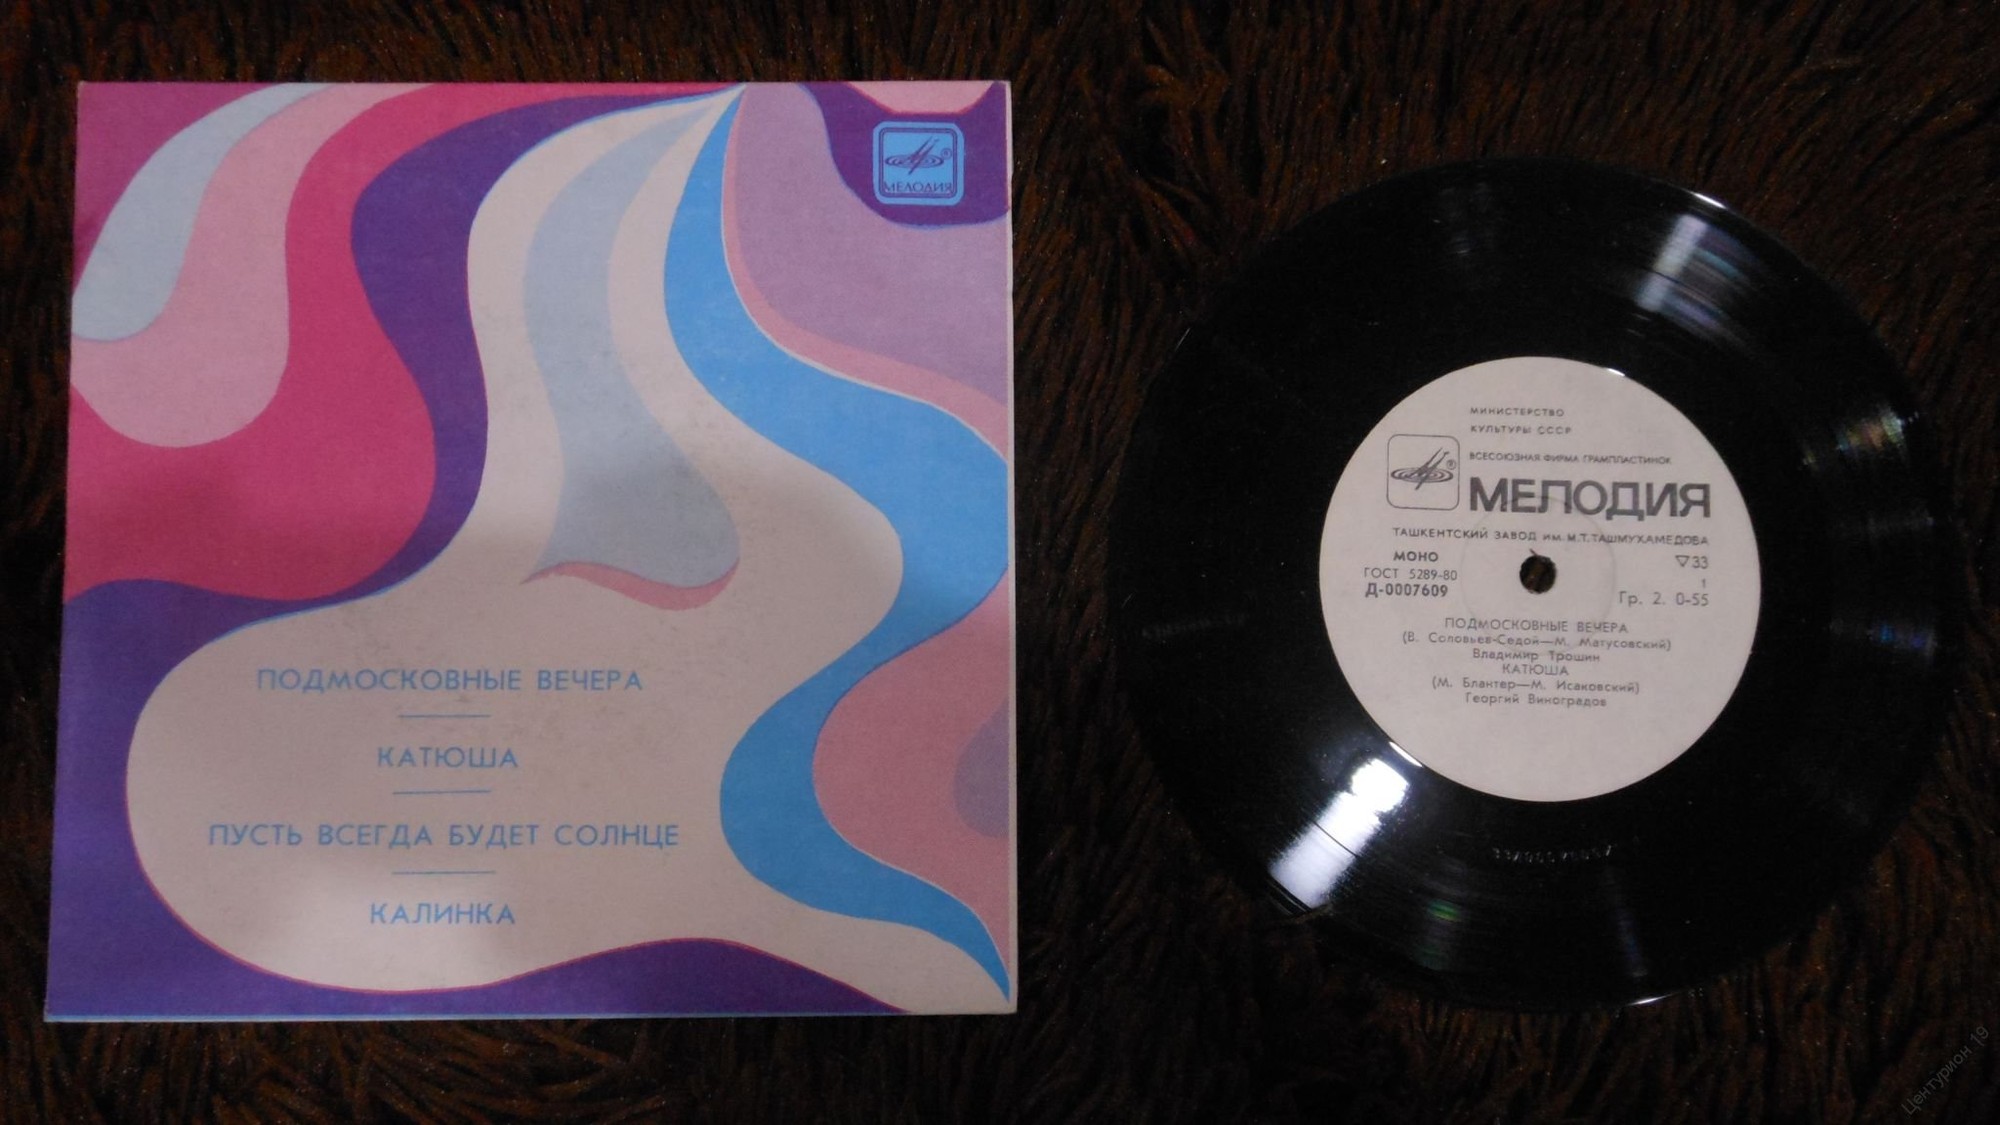 МЕЛОДИЯ
ПОДМОСКОВНЫЕ ВЕЧЕРА
КАТЮША
ПУСТЬ ВСЕГДА БУДЕТ СОЛНЦЕ
КАЛИНКА
МИНИСТЕРСТВО
КУЛЬТУРЫ СССР
ВСЕСОЮЗНАЯ ФИРМА ГРАМПЛАСТИНОК
МЕЛОДИЯ
ТАШКЕНТСКИЙ ЗАВОД ИМ. М.Т. ТАШМУХАМЕДОВА
МОНО ▽33
ГОСТ 5289-80 1
Д-0007609 Гр. 2. 0-55
ПОДМОСКОВНЫЕ ВЕЧЕРА
(В. Соловьев-Седой—М. Матусовский)
Владимир Трошин
КАТЮША
(М. Блантер—М. Исаковский)
Георгий Виноградов
Центурион 19